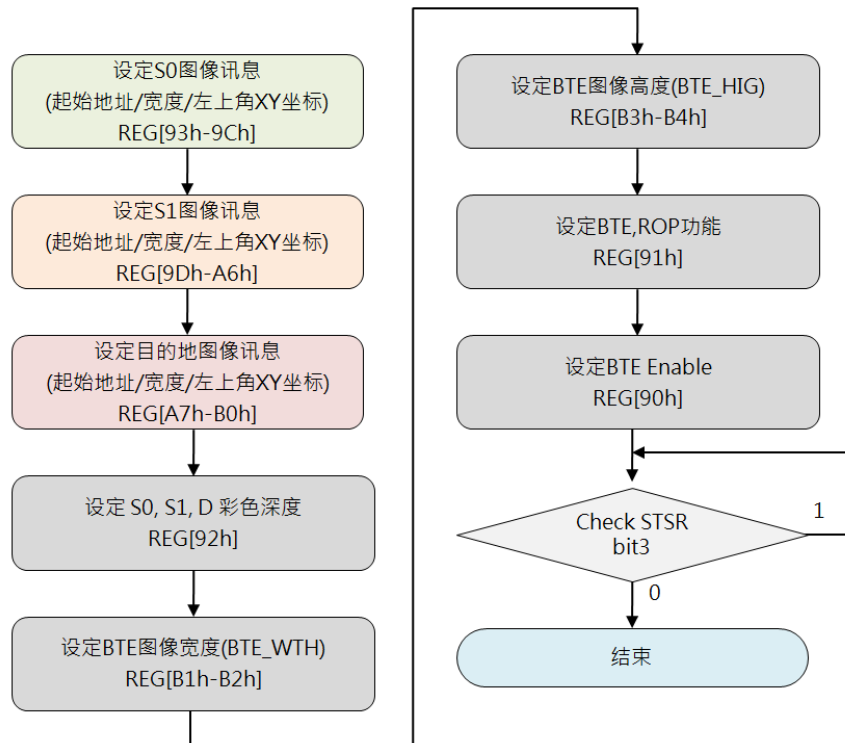 设定S0图像讯息
(起始地址/宽度/左上角XY坐标)
REG[93h-9Ch]
设定S1图像讯息
(起始地址/宽度/左上角XY坐标)
REG[9Dh-A6h]
设定目的地图像讯息
(起始地址/宽度/左上角XY坐标)
REG[A7h-B0h]
设定 S0, S1, D 彩色深度
REG[92h]
设定BTE图像宽度(BTE_WTH)
REG[B1h-B2h]
设定BTE图像高度(BTE_HIG)
REG[B3h-B4h]
设定BTE,ROP功能
REG[91h]
设定BTE Enable
REG[90h]
Check STSR
bit3
1
0
结束